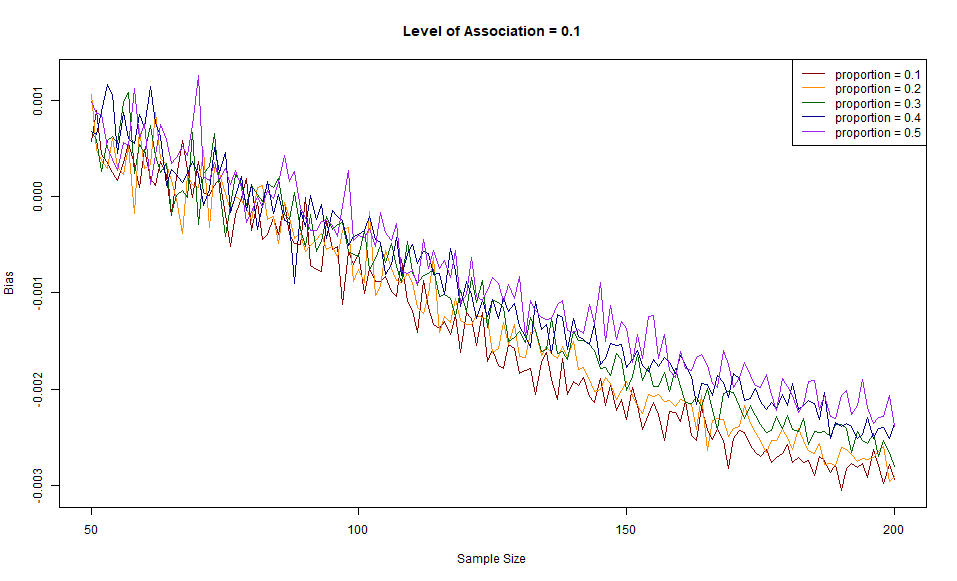 Level of Association = 0.1
proportion = 0.1
proportion = 0.2
proportion = 0.3
proportion = 0.4
proportion = 0.5
Bias
0.001
0.000
-0.001
-0.002
-0.003
50
100
150
200
Sample Size